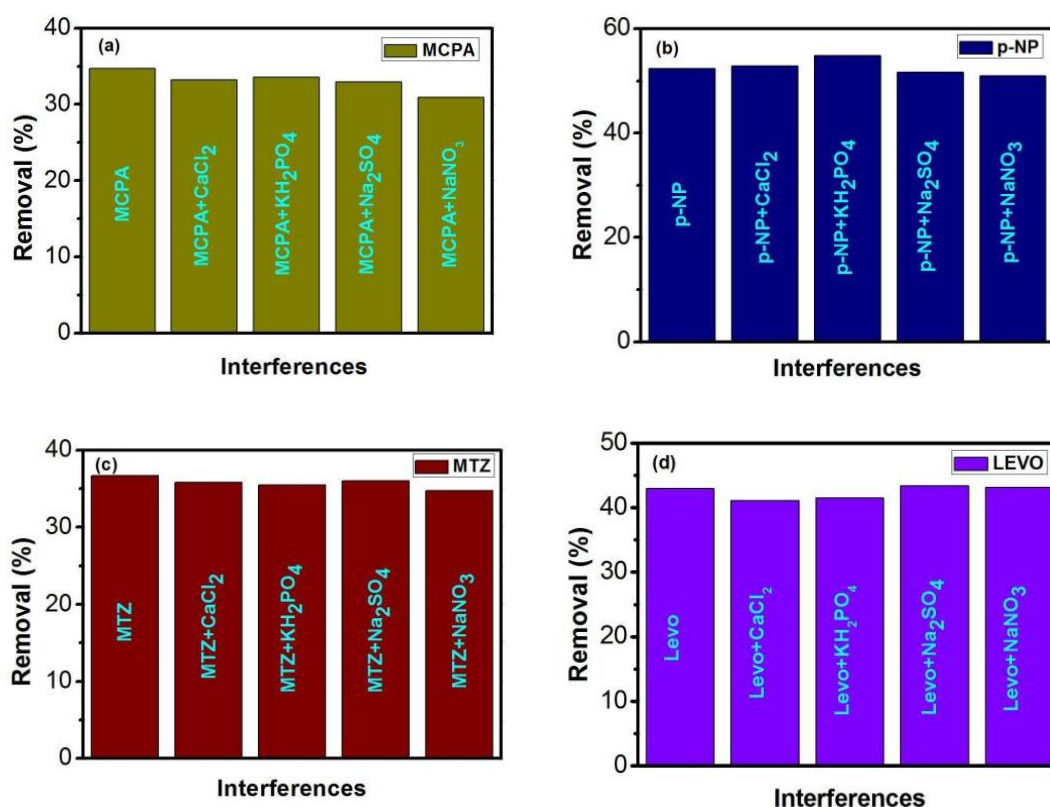 (a)
MCPA
40
30
20
10
0
Removal (%)
MCPA
MCPA+CaCl2
MCPA+KH2PO4
MCPA+Na2SO4
MCPA+NaNO3
Interferences
(b)
p-NP
60
40
20
0
Removal (%)
p-NP
p-NP+CaCl2
p-NP+KH2PO4
p-NP+Na2SO4
p-NP+NaNO3
Interferences
(c)
MTZ
40
30
20
10
0
Removal (%)
MTZ
MTZ+CaCl2
MTZ+KH2PO4
MTZ+Na2SO4
MTZ+NaNO3
Interferences
(d)
LEVO
50
40
30
20
10
0
Removal (%)
Levo
Levo+CaCl2
Levo+KH2PO4
Levo+Na2SO4
Levo+NaNO3
Interferences